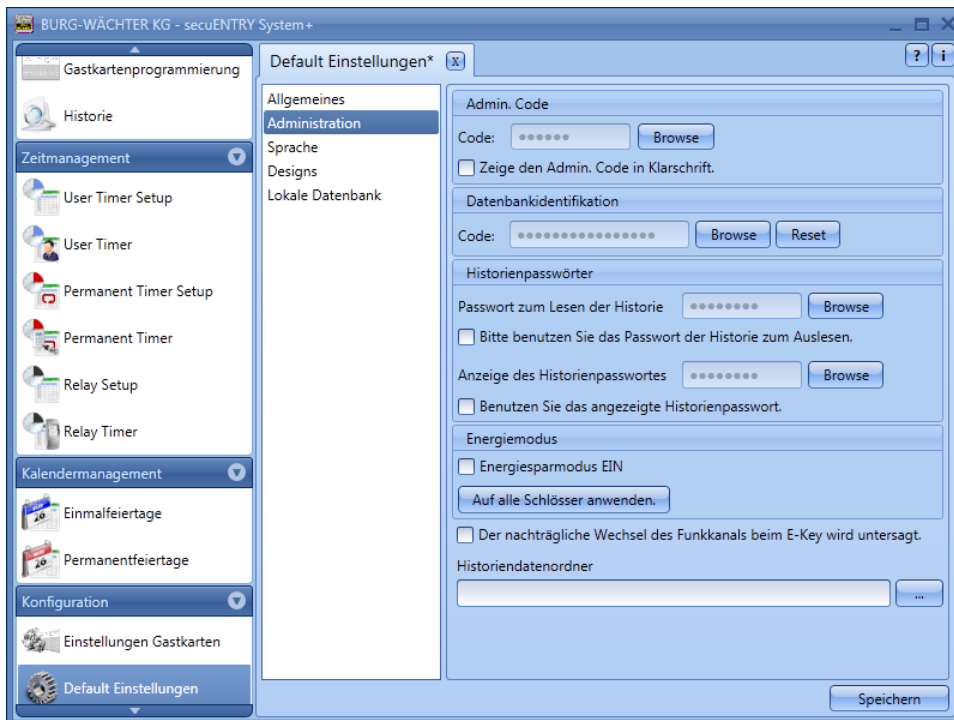 BURG-WÄCHTER KG - secuENTRY System+
Gastkartenprogrammierung
Historie
Zeitmanagement
User Timer Setup
User Timer
Permanent Timer Setup
Permanent Timer
Relay Setup
Relay Timer
Kalendermanagement
Einmalfeiertage
Permanentfeiertage
Konfiguration
Einstellungen Gastkarten
Default Einstellungen
Default Einstellungen* x
? i
Allgemeines
Administration
Sprache
Designs
Lokale Datenbank
Admin. Code
Code: ●●●●●● Browse
Zeige den Admin. Code in Klarschrift.
Datenbankidentifikation
Code: ●●●●●●●●●●●●●●●● Browse Reset
Historienpasswörter
Passwort zum Lesen der Historie ●●●●●●●● Browse
Bitte benutzen Sie das Passwort der Historie zum Auslesen.
Anzeige des Historienpasswortes ●●●●●●●● Browse
Benutzen Sie das angezeigte Historienpasswort.
Energiemodus
Energiesparmodus EIN
Auf alle Schlösser anwenden.
Der nachträgliche Wechsel des Funkkanals beim E-Key wird untersagt.
Historiendatenordner
...
Speichern